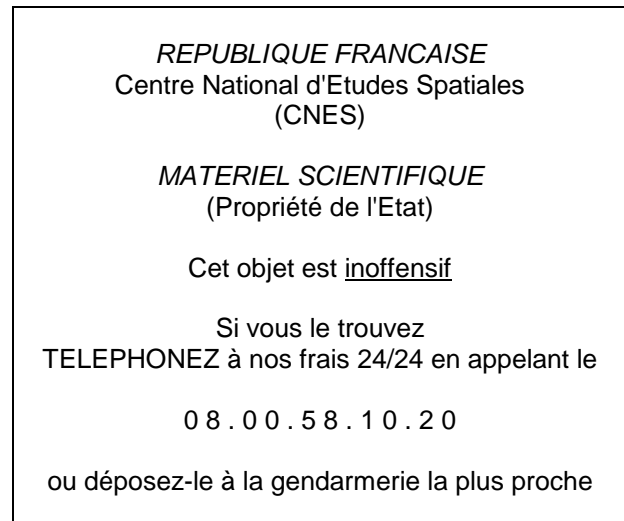 REPUBLIQUE FRANCAISE
Centre National d'Etudes Spatiales
(CNES)
MATERIEL SCIENTIFIQUE
(Propriété de l'Etat)
Cet objet est inoffensif
Si vous le trouvez
TELEPHONEZ à nos frais 24/24 en appelant le
0 8 . 0 0 . 5 8 . 1 0 . 2 0
ou déposez-le à la gendarmerie la plus proche